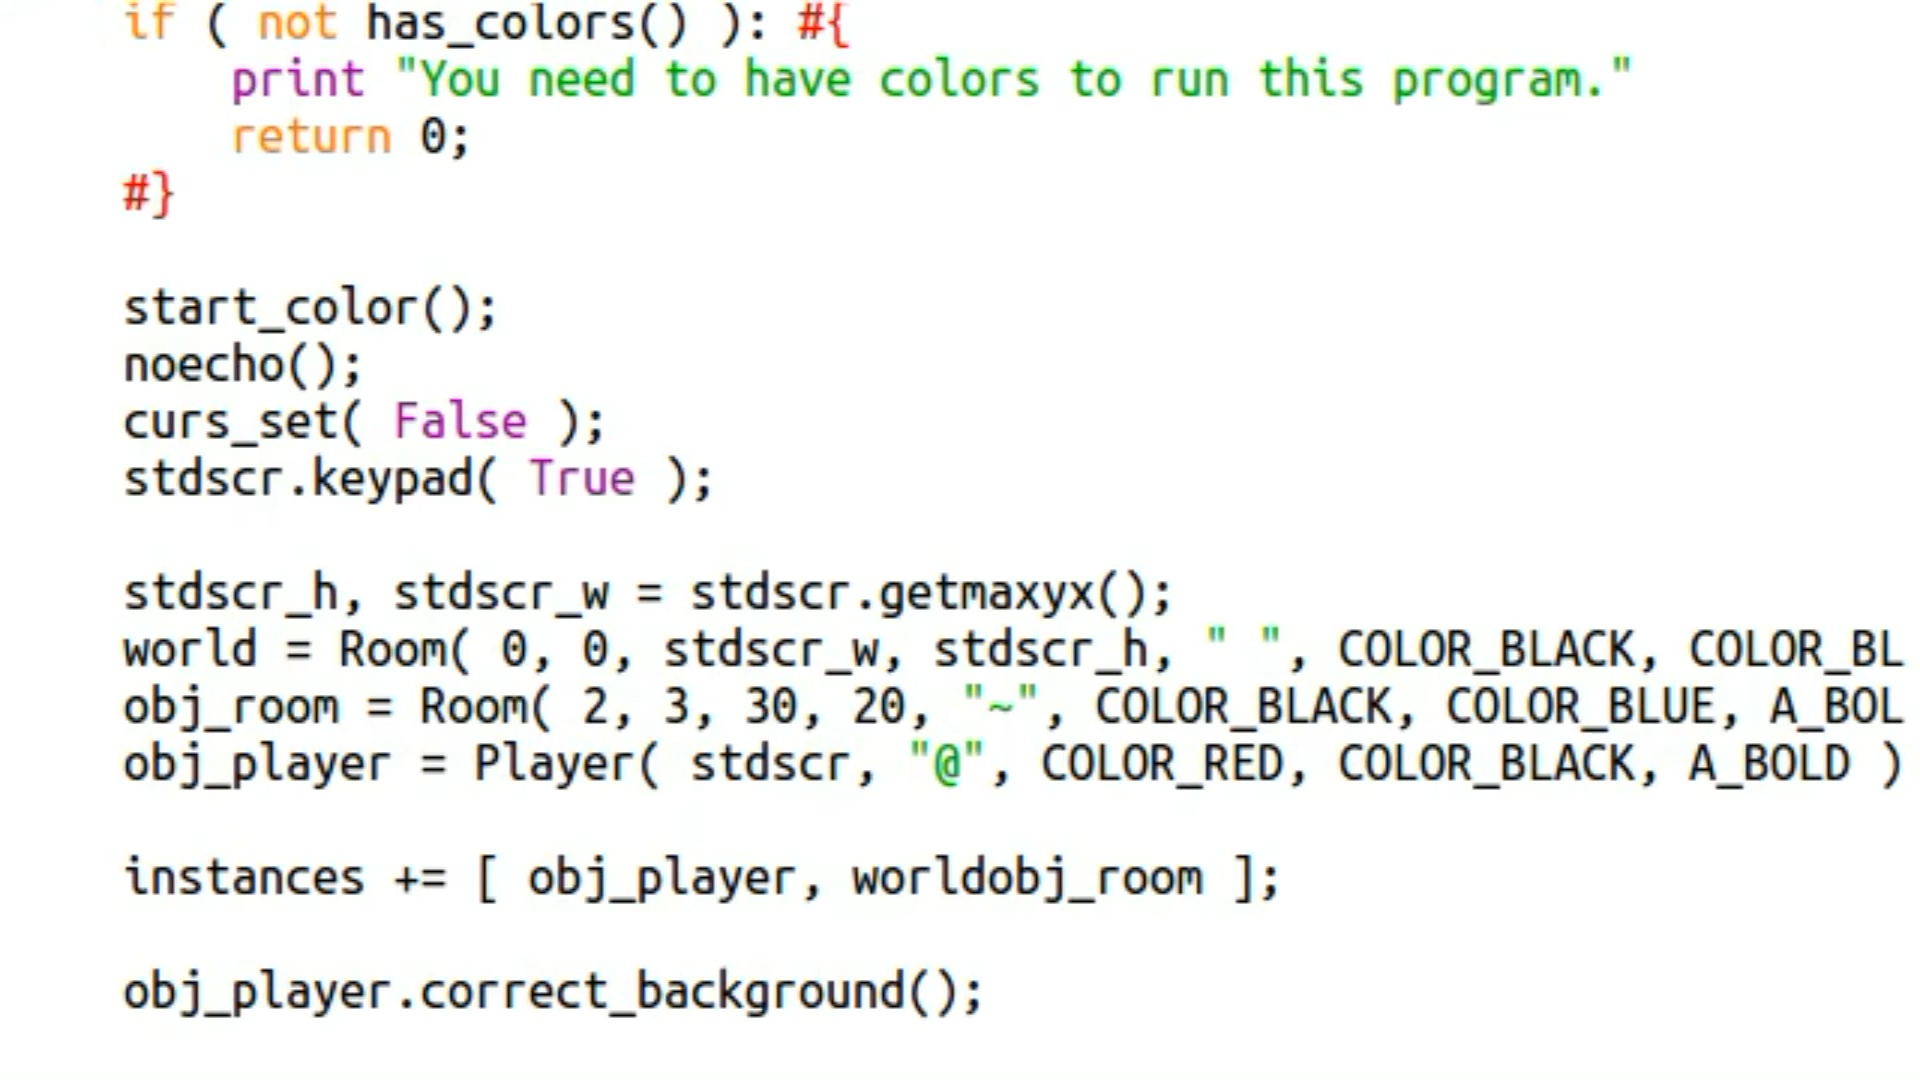 if ( not has_colors() ): #{
print "You need to have colors to run this program."
return 0;
#}
start_color();
noecho();
curs_set( False );
stdscr.keypad( True );
stdscr_h, stdscr_w = stdscr.getmaxyx();
world = Room( 0, 0, stdscr_w, stdscr_h, " ", COLOR_BLACK, COLOR_BL
obj_room = Room( 2, 3, 30, 20, "~", COLOR_BLACK, COLOR_BLUE, A_BOL
obj_player = Player( stdscr, "@", COLOR_RED, COLOR_BLACK, A_BOLD )
instances += [ obj_player, worldobj_room ];
obj_player.correct_background();